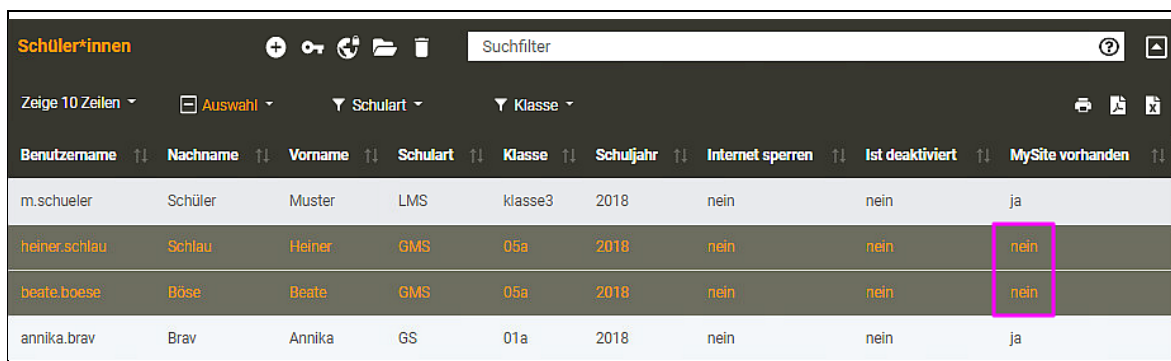 Schüler*innen Suchfilter
Zeige 10 Zeilen Auswahl Schulart Klasse
Benutzername Nachname Vorname Schulart Klasse Schuljahr Internet sperren Ist deaktiviert MySite vorhanden
m.schueler Schüler Muster LMS klasse3 2018 nein nein ja
heiner.schlau Schlau Heiner GMS 05a 2018 nein nein nein
beate.boese Böse Beate GMS 05a 2018 nein nein nein
annika.brav Brav Annika GS 01a 2018 nein nein ja